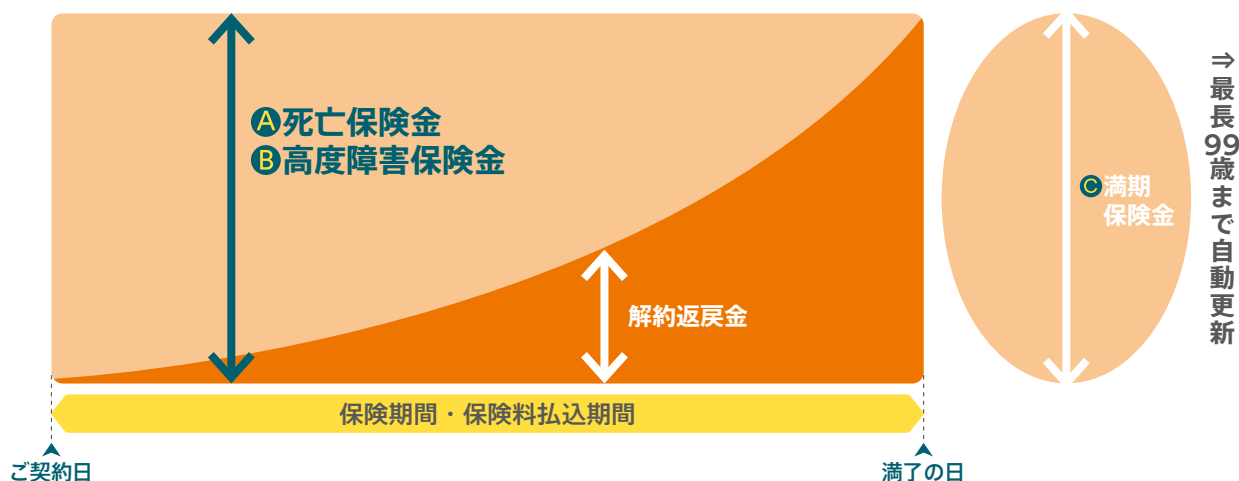 Ⓐ死亡保険金
Ⓑ高度障害保険金
解約返戻金
Ⓒ満期
保険金
⇒最長99歳まで自動更新
保険期間・保険料払込期間
ご契約日
満了の日